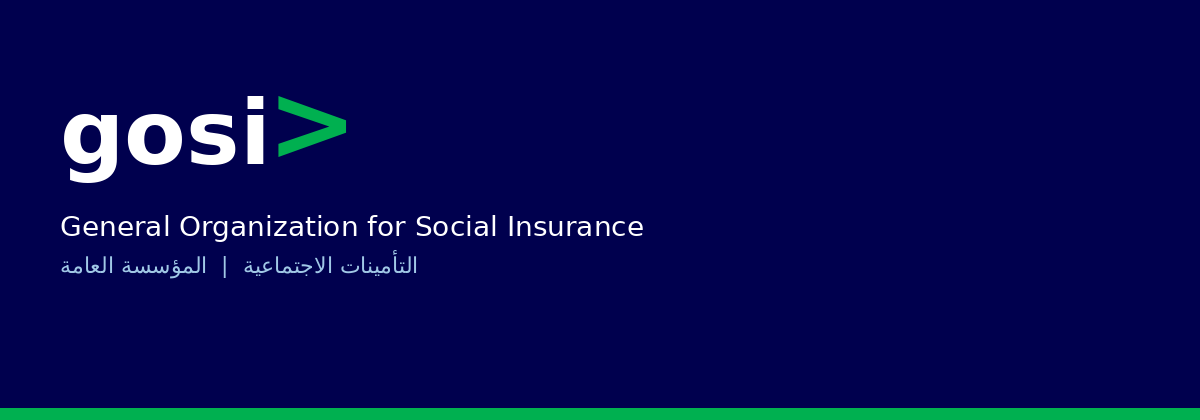 gosi>
General Organization for Social Insurance
التأمينات الاجتماعية | المؤسسة العامة